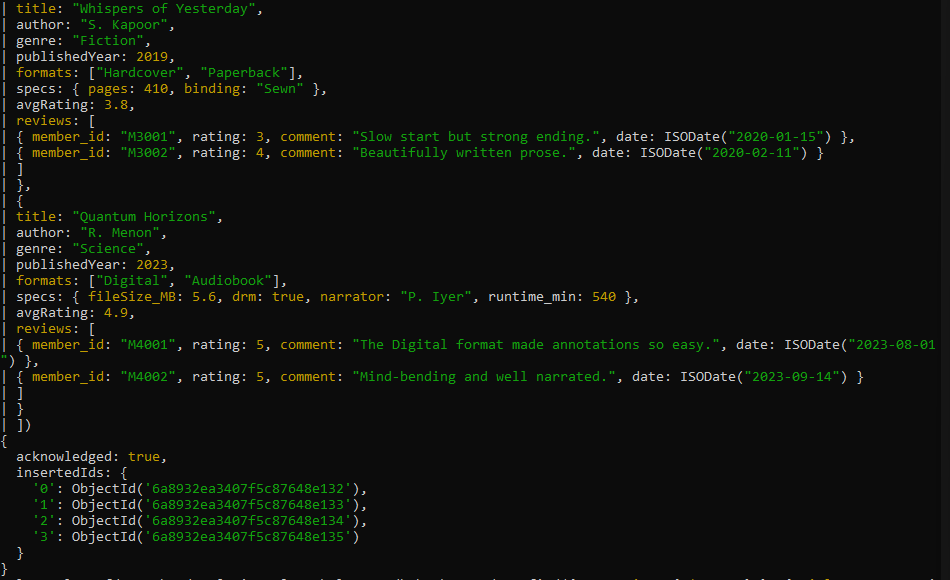 | title: "Whispers of Yesterday",
| author: "S. Kapoor",
| genre: "Fiction",
| publishedYear: 2019,
| formats: ["Hardcover", "Paperback"],
| specs: { pages: 410, binding: "Sewn" },
| avgRating: 3.8,
| reviews: [
| { member_id: "M3001", rating: 3, comment: "Slow start but strong ending.", date: ISODate("2020-01-15") },
| { member_id: "M3002", rating: 4, comment: "Beautifully written prose.", date: ISODate("2020-02-11") }
| ]
| },
| {
| title: "Quantum Horizons",
| author: "R. Menon",
| genre: "Science",
| publishedYear: 2023,
| formats: ["Digital", "Audiobook"],
| specs: { fileSize_MB: 5.6, drm: true, narrator: "P. Iyer", runtime_min: 540 },
| avgRating: 4.9,
| reviews: [
| { member_id: "M4001", rating: 5, comment: "The Digital format made annotations so easy.", date: ISODate("2023-08-01
") },
| { member_id: "M4002", rating: 5, comment: "Mind-bending and well narrated.", date: ISODate("2023-09-14") }
| ]
| }
| ])
{
  acknowledged: true,
  insertedIds: {
    '0': ObjectId('6a8932ea3407f5c87648e132'),
    '1': ObjectId('6a8932ea3407f5c87648e133'),
    '2': ObjectId('6a8932ea3407f5c87648e134'),
    '3': ObjectId('6a8932ea3407f5c87648e135')
  }
}